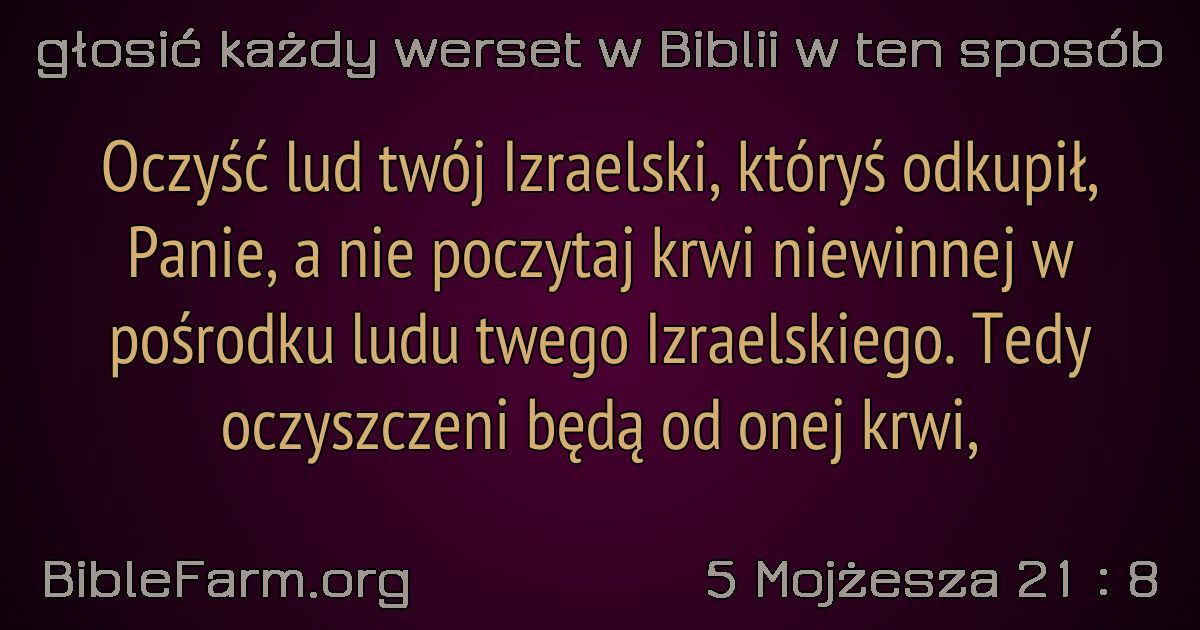 głosić każdy werset w Biblii w ten sposób
Oczyść lud twój Izraelski, któryś odkupił,
Panie, a nie poczytaj krwi niewinnej w
pośrodku ludu twego Izraelskiego. Tedy
oczyszczeni będą od onej krwi,
BibleFarm.org
5 Mojżesza 21 : 8